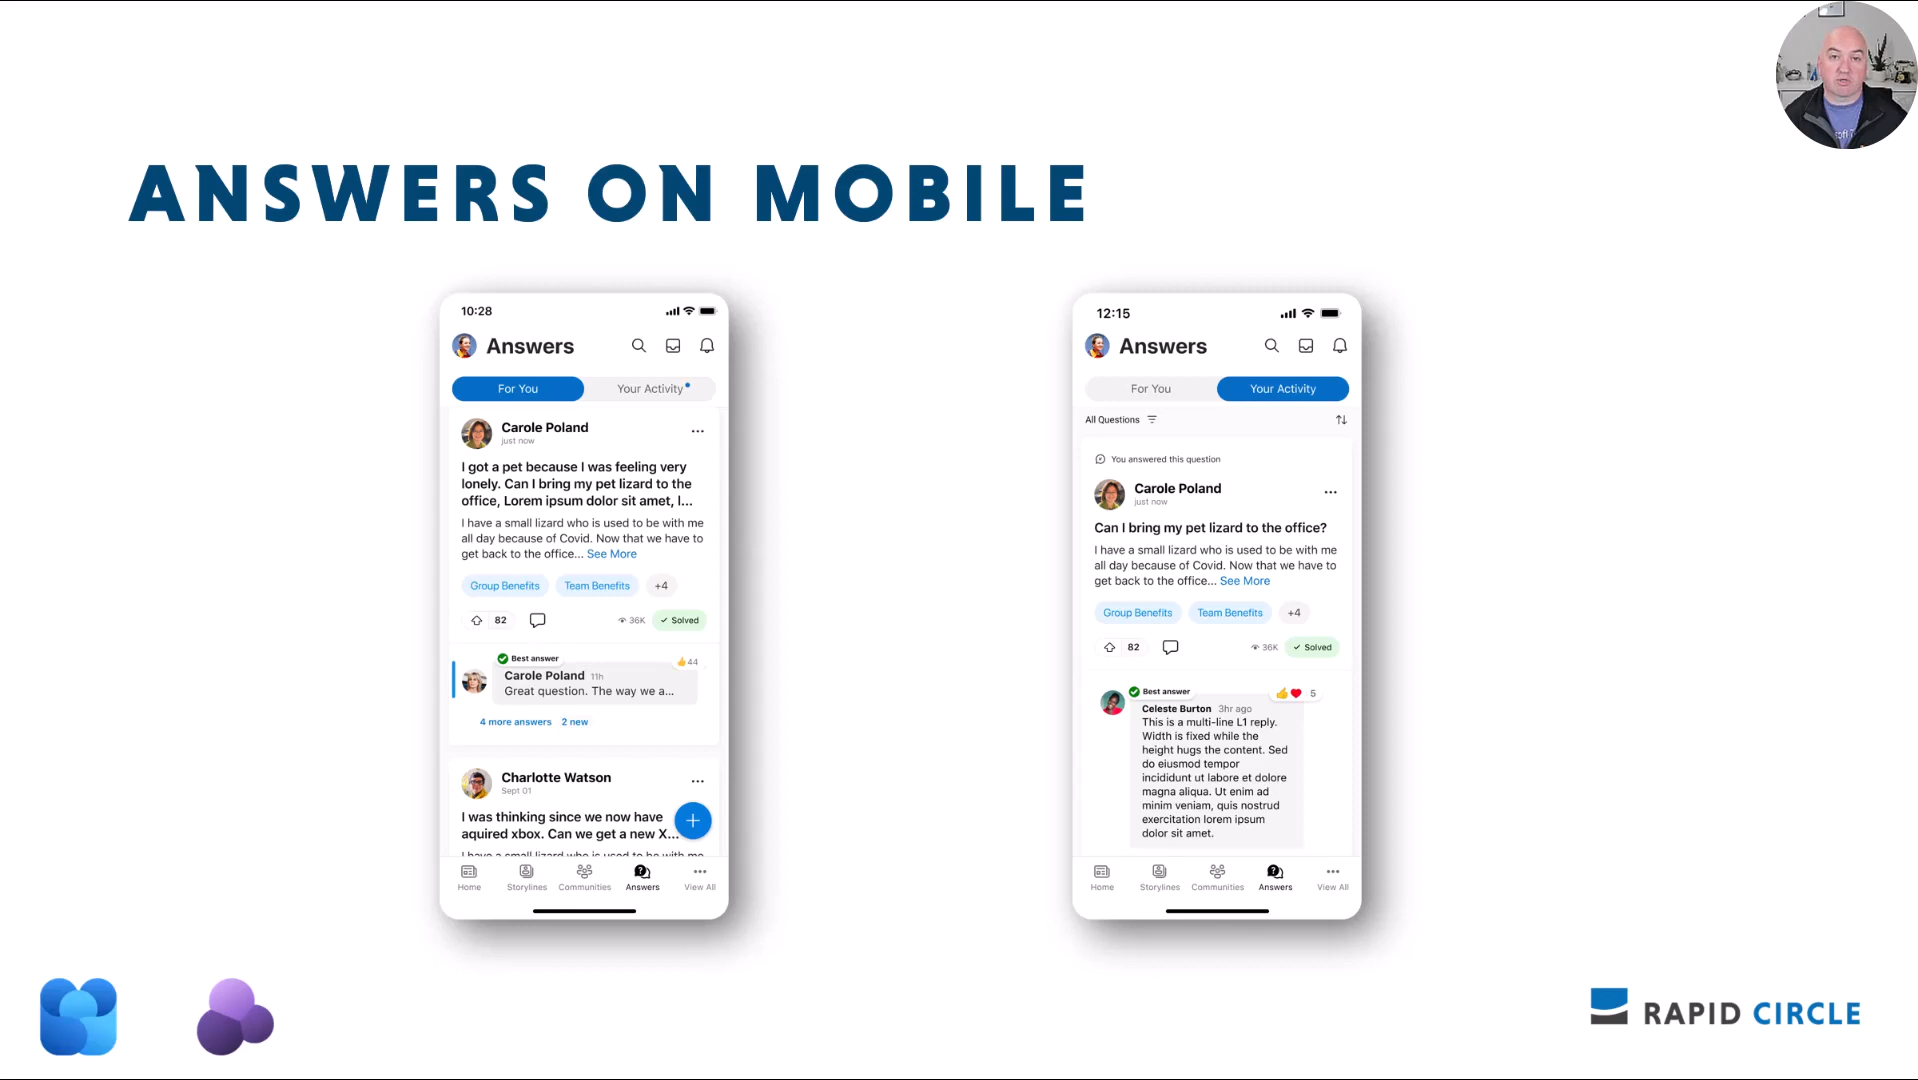 ANSWERS ON MOBILE
10:28
Answers
For You
Your Activity
Carole Poland
just now
I got a pet because I was feeling very
lonely. Can I bring my pet lizard to the
office, Lorem ipsum dolor sit amet, l...
I have a small lizard who is used to be with me
all day because of Covid. Now that we have to
get back to the office... See More
Group Benefits
Team Benefits
+4
82
36K
Solved
Best answer
44
Carole Poland 11h
Great question. The way we a...
4 more answers 2 new
Charlotte Watson
Sept 01
I was thinking since we now have
aquired xbox. Can we get a new X...
I have a small lizard who is used to be with me
Home
Storylines
Communities
Answers
View All
12:15
Answers
For You
Your Activity
All Questions
You answered this question
Carole Poland
just now
Can I bring my pet lizard to the office?
I have a small lizard who is used to be with me
all day because of Covid. Now that we have to
get back to the office... See More
Group Benefits
Team Benefits
+4
82
36K
Solved
Best answer
5
Celeste Burton 3hr ago
This is a multi-line L1 reply.
Width is fixed while the
height hugs the content. Sed
do eiusmod tempor
incididunt ut labore et dolore
magna aliqua. Ut enim ad
minim veniam, quis nostrud
exercitation lorem ipsum
dolor sit amet.
Home
Storylines
Communities
Answers
View All
RAPID CIRCLE